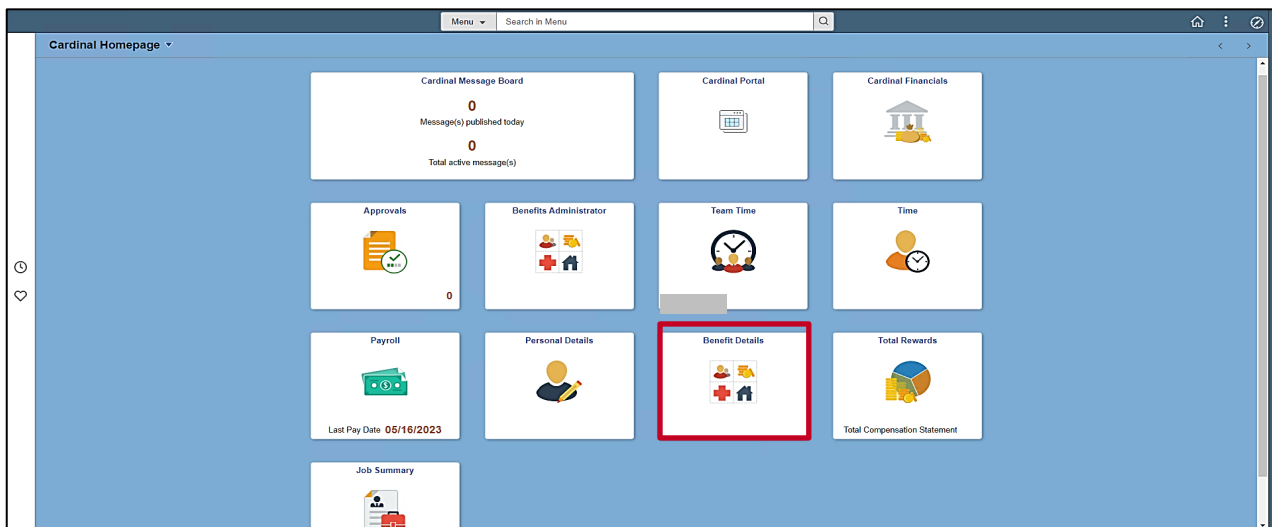 Menu
Search in Menu
Cardinal Homepage
Cardinal Message Board
0
Message(s) published today
0
Total active message(s)
Cardinal Portal
Cardinal Financials
Approvals
0
Benefits Administrator
Team Time
Time
Payroll
Last Pay Date 05/16/2023
Personal Details
Benefit Details
Total Rewards
Total Compensation Statement
Job Summary